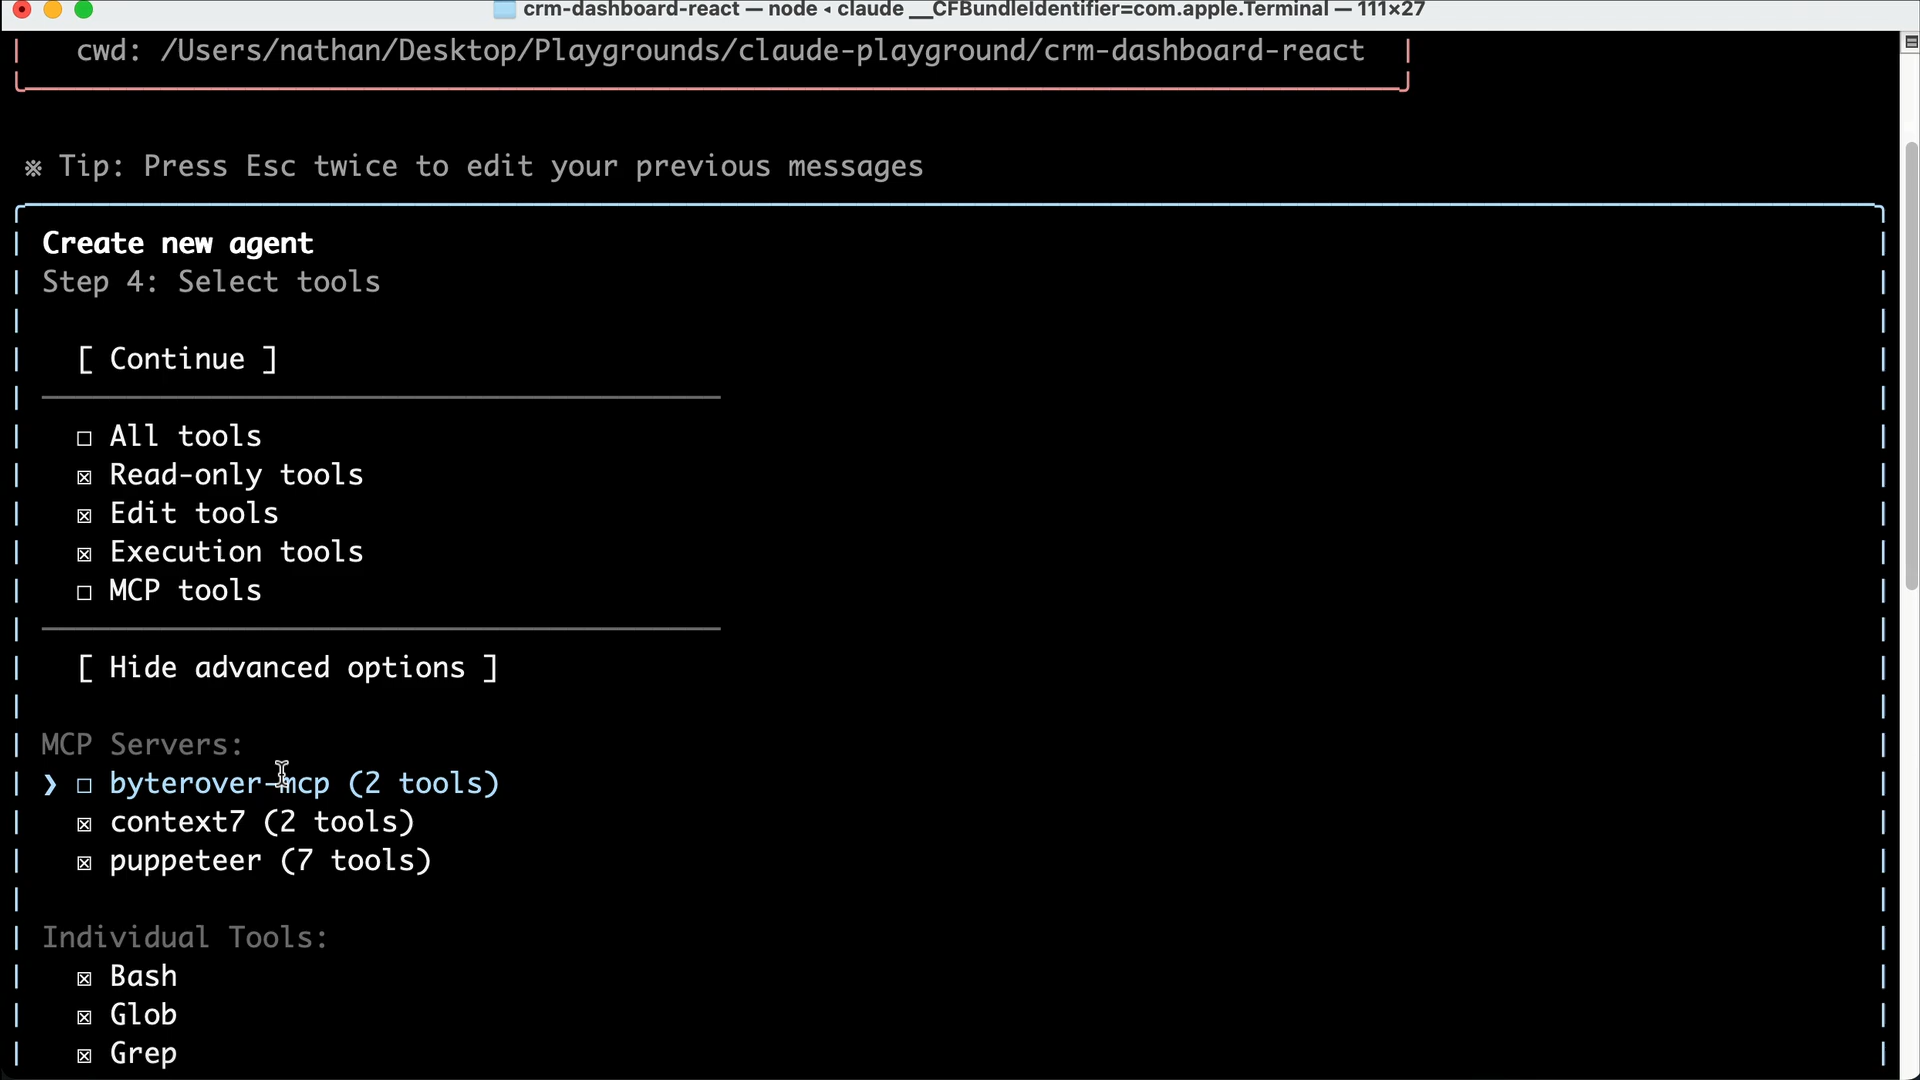 crm-dashboard-react — node ◂ claude __CFBundleIdentifier=com.apple.Terminal — 111×27
cwd: /Users/nathan/Desktop/Playgrounds/claude-playground/crm-dashboard-react
※ Tip: Press Esc twice to edit your previous messages
Create new agent
Step 4: Select tools
[ Continue ]
☐ All tools
☒ Read-only tools
☒ Edit tools
☒ Execution tools
☐ MCP tools
[ Hide advanced options ]
MCP Servers:
❯ ☐ byterover-mcp (2 tools)
☒ context7 (2 tools)
☒ puppeteer (7 tools)
Individual Tools:
☒ Bash
☒ Glob
☒ Grep